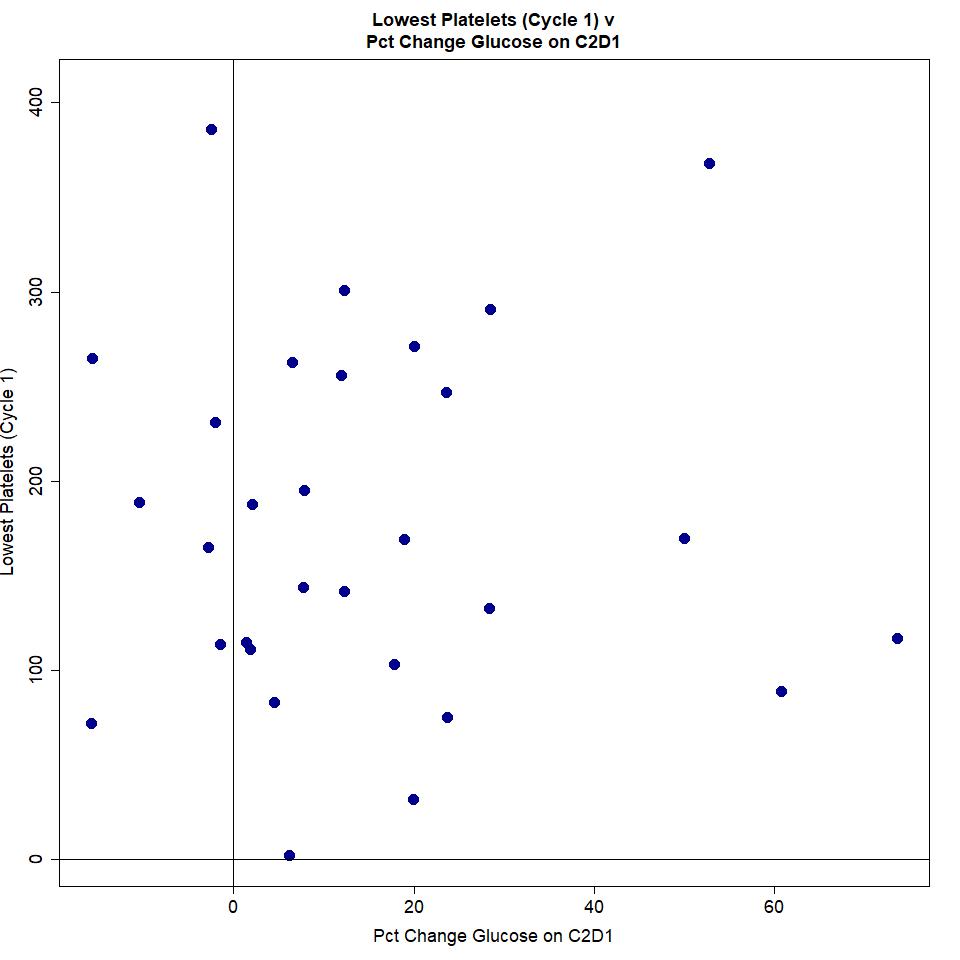 Lowest Platelets (Cycle 1) v
Pct Change Glucose on C2D1
Lowest Platelets (Cycle 1)
400
300
200
100
0
0 20 40 60
Pct Change Glucose on C2D1